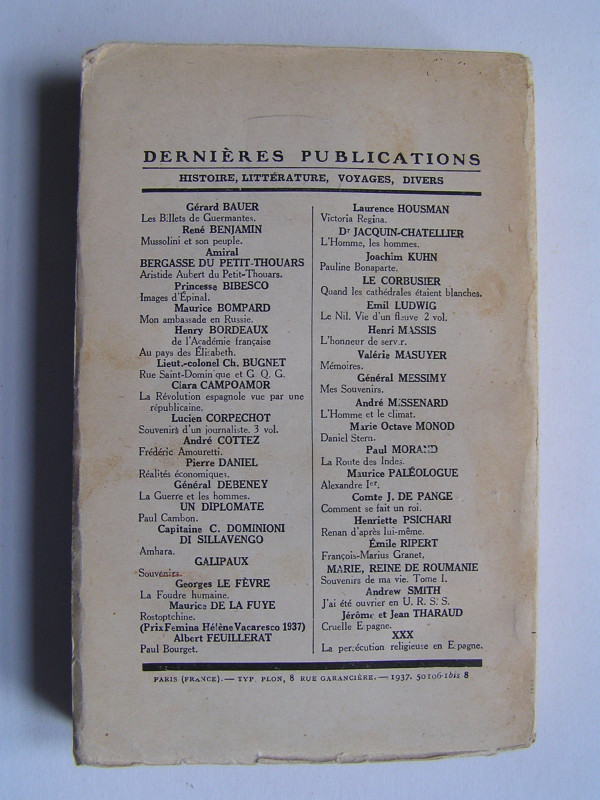 DERNIÈRES PUBLICATIONS
HISTOIRE, LITTÉRATURE, VOYAGES, DIVERS
Gérard BAUER
Les Billets de Guermantes.
René BENJAMIN
Mussolini et son peuple.
Amiral
BERGASSE DU PETIT-THOUARS
Aristide Aubert du Petit-Thouars.
Princesse BIBESCO
Images d'Épinal.
Maurice BOMPARD
Mon ambassade en Russie.
Henry BORDEAUX
de l'Académie française
Au pays des Élisabeth.
Lieut.-colonel Ch. BUGNET
Rue Saint-Dominique et G. Q. G.
Clara CAMPOAMOR
La Révolution espagnole vue par une
républicaine.
Lucien CORPECHOT
Souvenirs d'un journaliste. 3 vol.
André COTTEZ
Frédéric Amouretti.
Pierre DANIEL
Réalités économiques.
Général DEBENEY
La Guerre et les hommes.
UN DIPLOMATE
Paul Cambon.
Capitaine C. DOMINIONI
DI SILLAVENGO
Amhara.
GALIPAUX
Souvenirs.
Georges LE FÈVRE
La Foudre humaine.
Maurice DE LA FUYE
Rostoptchine.
(Prix Femina Hélène Vacaresco 1937)
Albert FEUILLERAT
Paul Bourget.
Laurence HOUSMAN
Victoria Regina.
Dr JACQUIN-CHATELLIER
L'Homme, les hommes.
Joachim KUHN
Pauline Bonaparte.
LE CORBUSIER
Quand les cathédrales étaient blanches.
Emil LUDWIG
Le Nil. Vie d'un fleuve 2 vol.
Henri MASSIS
L'honneur de servir.
Valérie MASUYER
Mémoires.
Général MESSIMY
Mes Souvenirs.
André MISSENARD
L'Homme et le climat.
Marie Octave MONOD
Daniel Stern.
Paul MORAND
La Route des Indes.
Maurice PALÉOLOGUE
Alexandre Ier.
Comte J. DE PANGE
Comment se fait un roi.
Henriette PSICHARI
Renan d'après lui-même.
Émile RIPERT
François-Marius Granet,
MARIE, REINE DE ROUMANIE
Souvenirs de ma vie. Tome I.
Andrew SMITH
J'ai été ouvrier en U. R. S. S.
Jérôme et Jean THARAUD
Cruelle Espagne.
XXX
La persécution religieuse en Espagne.
PARIS (FRANCE). — TYP. PLON, 8 RUE GARANCIÈRE. — 1937. 50106-1bis 8